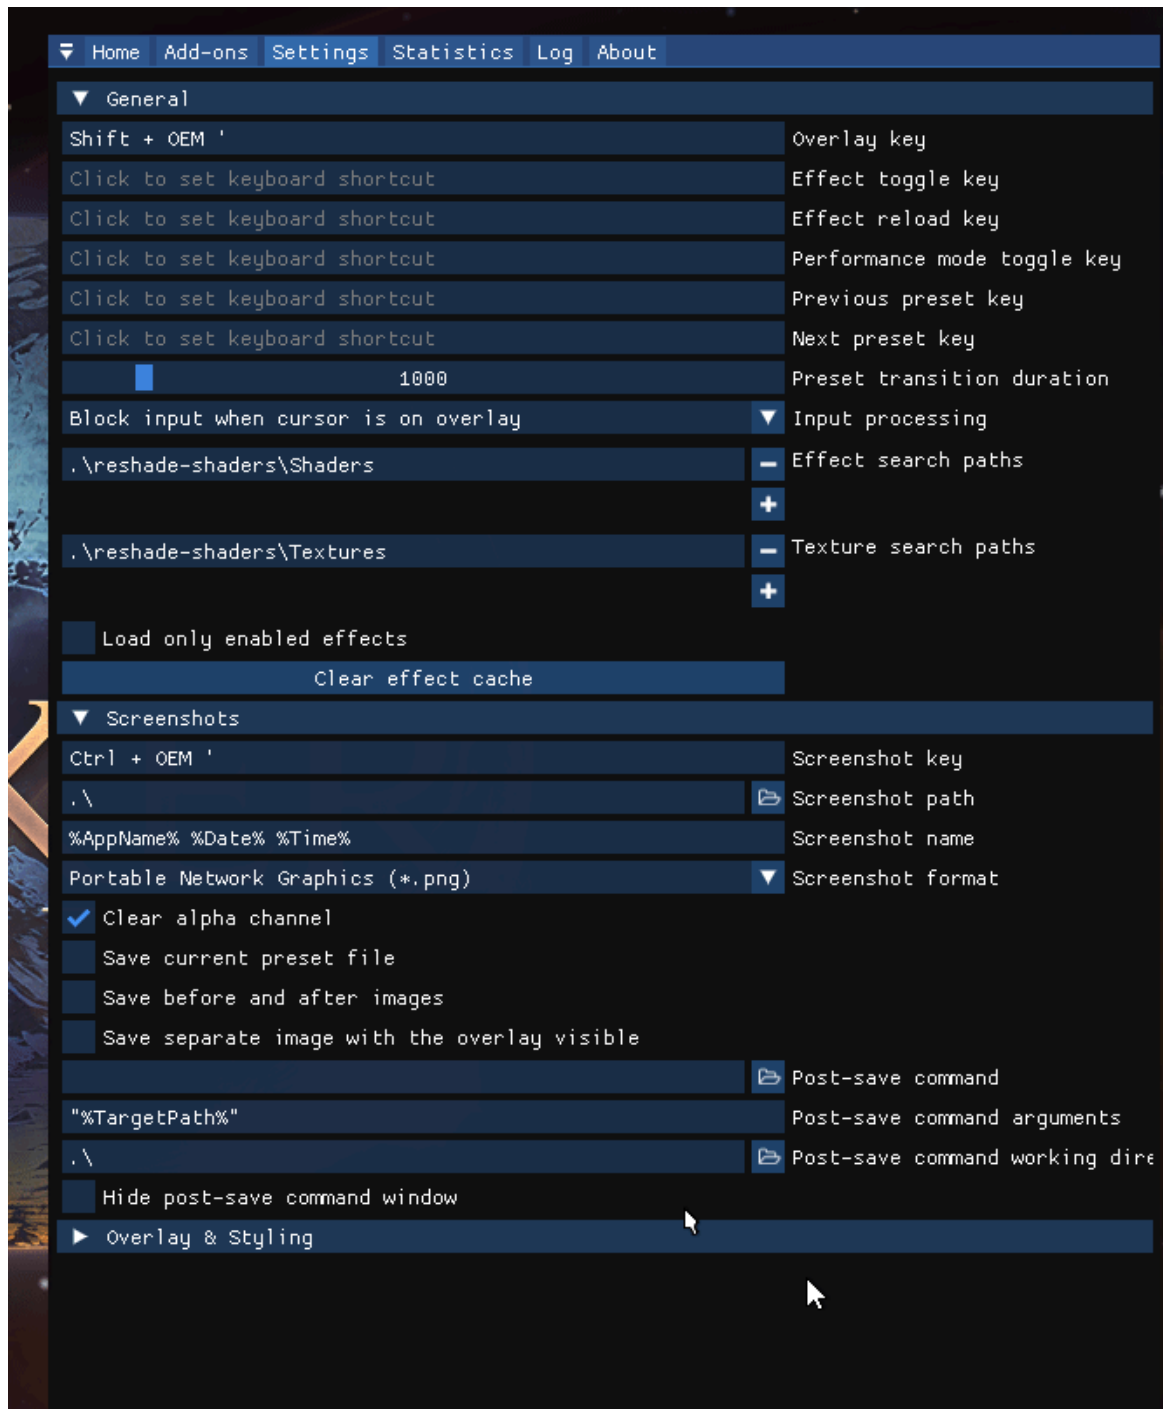 Home Add-ons Settings Statistics Log About
General
Shift + OEM ' Overlay key
Click to set keyboard shortcut Effect toggle key
Click to set keyboard shortcut Effect reload key
Click to set keyboard shortcut Performance mode toggle key
Click to set keyboard shortcut Previous preset key
Click to set keyboard shortcut Next preset key
1000 Preset transition duration
Block input when cursor is on overlay Input processing
.\reshade-shaders\Shaders Effect search paths
.\reshade-shaders\Textures Texture search paths
Load only enabled effects
Clear effect cache
Screenshots
Ctrl + OEM ' Screenshot key
.\ Screenshot path
%AppName% %Date% %Time% Screenshot name
Portable Network Graphics (*.png) Screenshot format
Clear alpha channel
Save current preset file
Save before and after images
Save separate image with the overlay visible
Post-save command
"%TargetPath%" Post-save command arguments
.\ Post-save command working dire
Hide post-save command window
Overlay & Styling